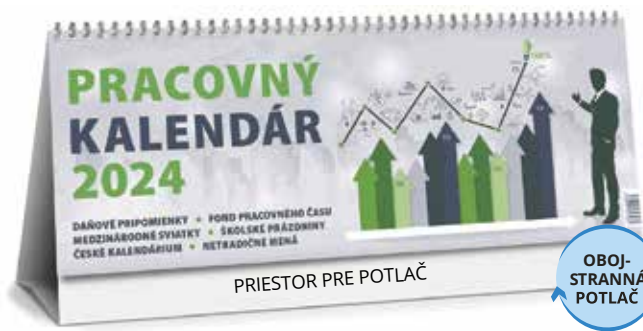 PRACOVNÝ
KALENDÁR
2024
DAŇOVÉ PRIPOMIENKY • FOND PRACOVNÉHO ČASU
MEDZINÁRODNÉ SVIATKY • ŠKOLSKÉ PRÁZDNINY
ČESKÉ KALENDÁRIUM • NETRADIČNÉ MENÁ
PRIESTOR PRE POTLAČ
OBOJ-
STRANNÁ
POTLAČ